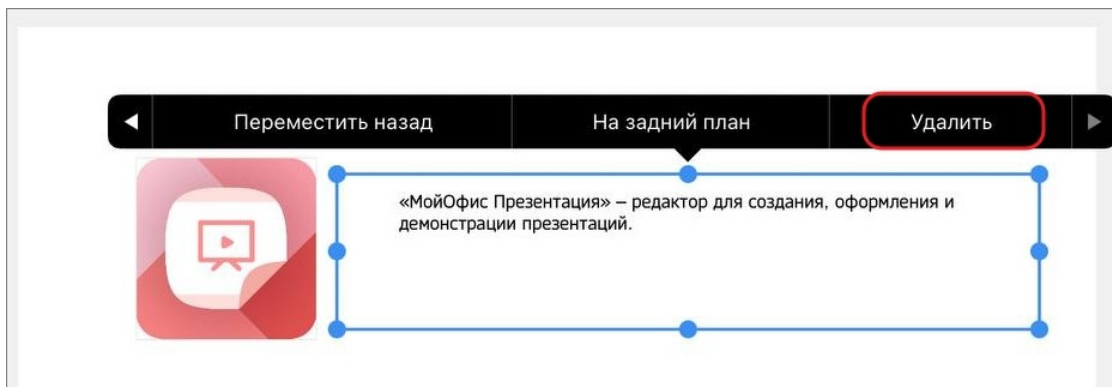 Переместить назад На задний план Удалить
«МойОфис Презентация» – редактор для создания, оформления и
демонстрации презентаций.